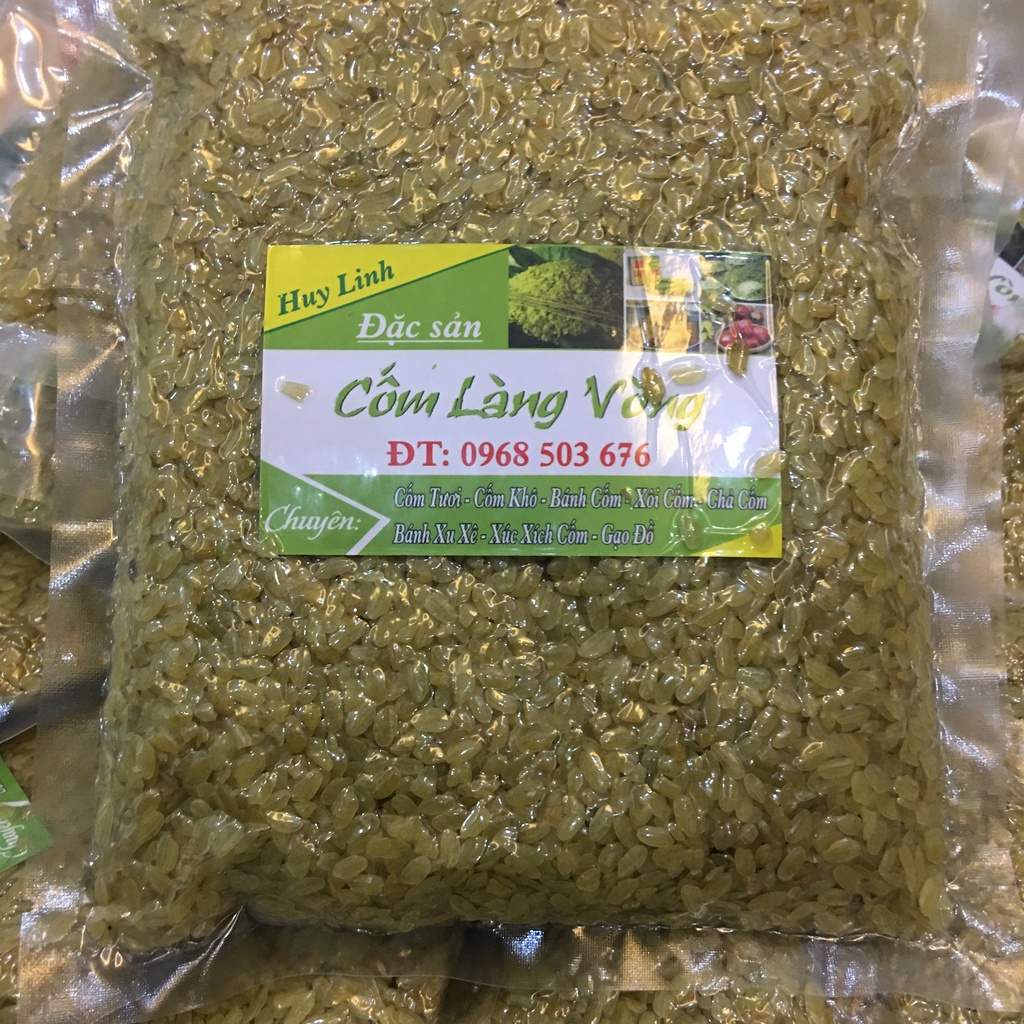 Huy Linh
Đặc sản
Cốm Làng Vòng
ĐT: 0968 503 676
Chuyên:
Cốm Tươi - Cốm Khô - Bánh Cốm - Xôi Cốm - Chả Cốm
Bánh Xu Xê - Xúc Xích Cốm - Gạo Đồ